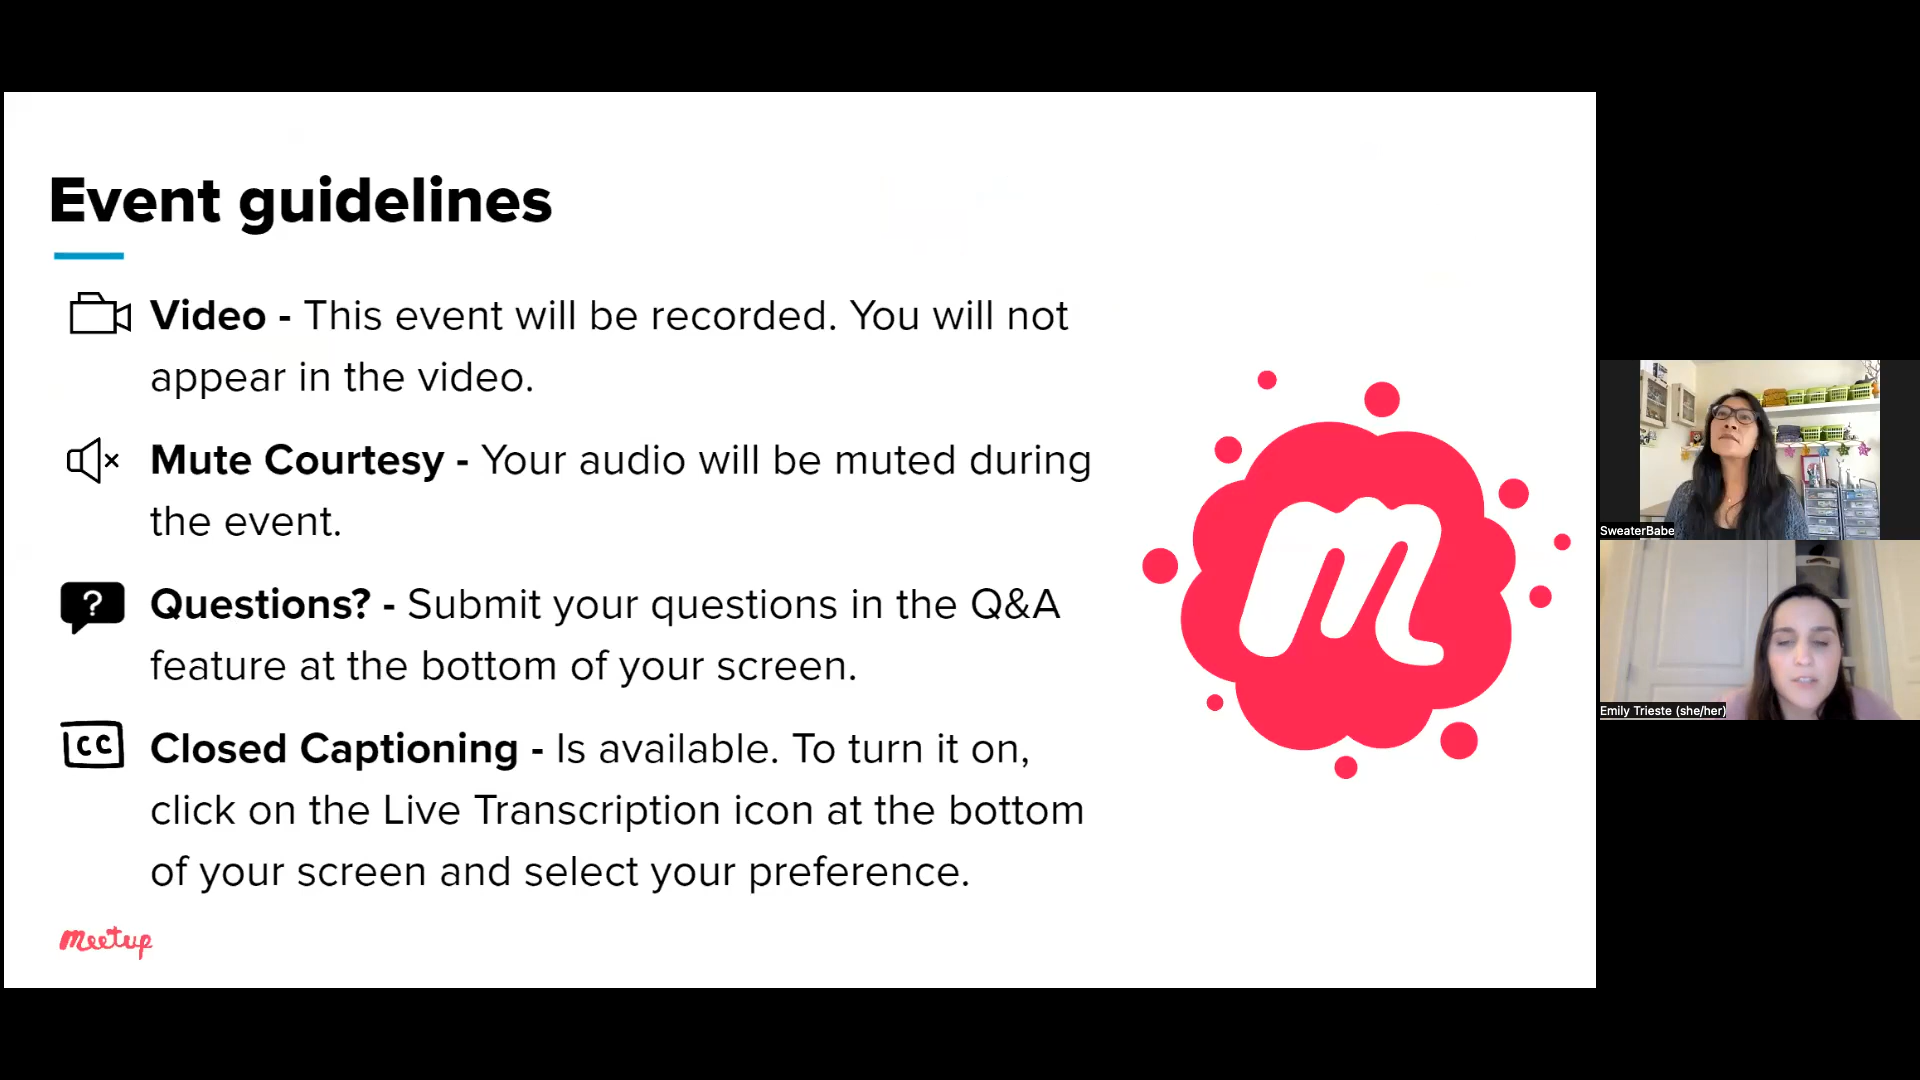 Event guidelines
Video - This event will be recorded. You will not
appear in the video.
Mute Courtesy - Your audio will be muted during
the event.
?
Questions? - Submit your questions in the Q&A
feature at the bottom of your screen.
CC
Closed Captioning - Is available. To turn it on,
click on the Live Transcription icon at the bottom
of your screen and select your preference.
meetup
m
SweaterBabe
Emily Trieste (she/her)